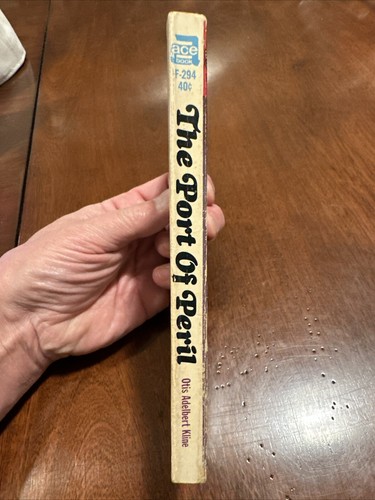 ace
BOOK
F-294
40¢
The Port Of Peril
Otis Adelbert Kline